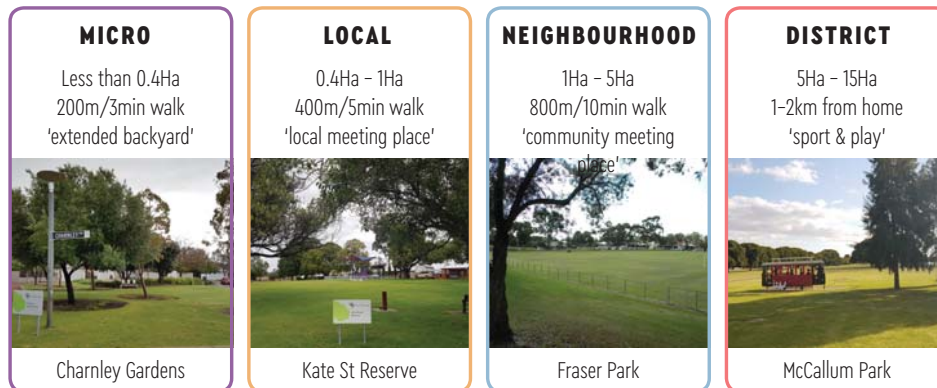 MICRO
Less than 0.4Ha
200m/3min walk
'extended backyard'
CHARNLEY
Charnley Gardens
LOCAL
0.4Ha – 1Ha
400m/5min walk
'local meeting place'
Kate St Reserve
NEIGHBOURHOOD
1Ha – 5Ha
800m/10min walk
'community meeting
place'
Fraser Park
DISTRICT
5Ha – 15Ha
1–2km from home
'sport & play'
McCallum Park